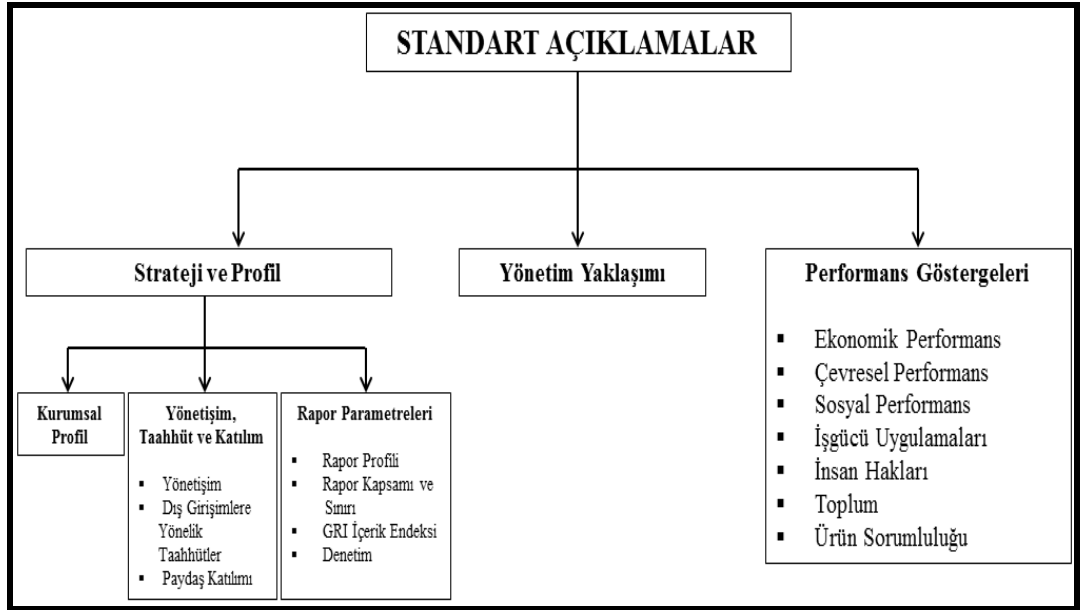 STANDART AÇIKLAMALAR
Strateji ve Profil
Yönetim Yaklaşımı
Performans Göstergeleri
▪ Ekonomik Performans
▪ Çevresel Performans
▪ Sosyal Performans
▪ İşgücü Uygulamaları
▪ İnsan Hakları
▪ Toplum
▪ Ürün Sorumluluğu
Kurumsal
Profil
Yönetişim,
Taahhüt ve Katılım
▪ Yönetişim
▪ Dış Girişimlere
Yönelik
Taahhütler
▪ Paydaş Katılımı
Rapor Parametreleri
▪ Rapor Profili
▪ Rapor Kapsamı ve
Sınırı
▪ GRI İçerik Endeksi
▪ Denetim